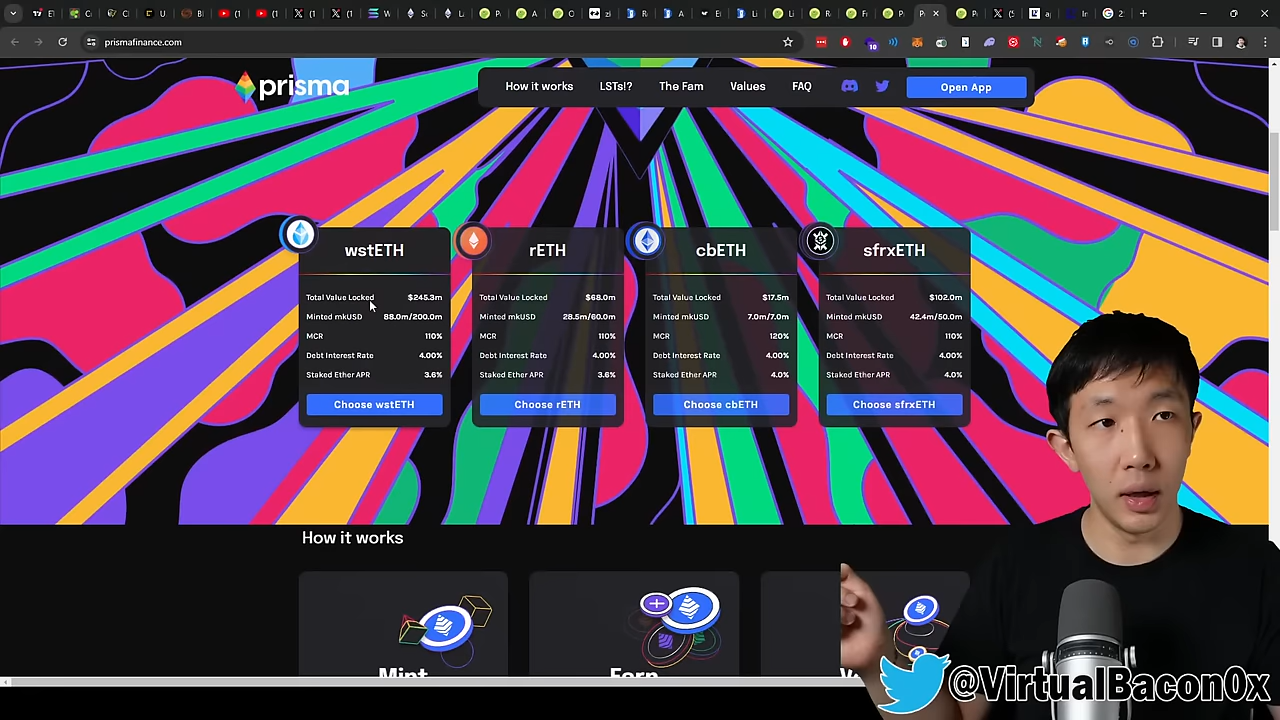 prismafinance.com
10
prisma
How it works
LSTs!?
The Fam
Values
FAQ
Open App
wstETH
Total Value Locked $245.3m
Minted mkUSD 88.0m/200.0m
MCR 110%
Debt Interest Rate 4.00%
Staked Ether APR 3.6%
Choose wstETH
rETH
Total Value Locked $68.0m
Minted mkUSD 28.5m/60.0m
MCR 110%
Debt Interest Rate 4.00%
Staked Ether APR 3.6%
Choose rETH
cbETH
Total Value Locked $17.5m
Minted mkUSD 7.0m/7.0m
MCR 120%
Debt Interest Rate 4.00%
Staked Ether APR 4.0%
Choose cbETH
sfrxETH
Total Value Locked $102.0m
Minted mkUSD 42.4m/50.0m
MCR 110%
Debt Interest Rate 4.00%
Staked Ether APR 4.0%
Choose sfrxETH
How it works
Mint
Earn
@VirtualBacon0x